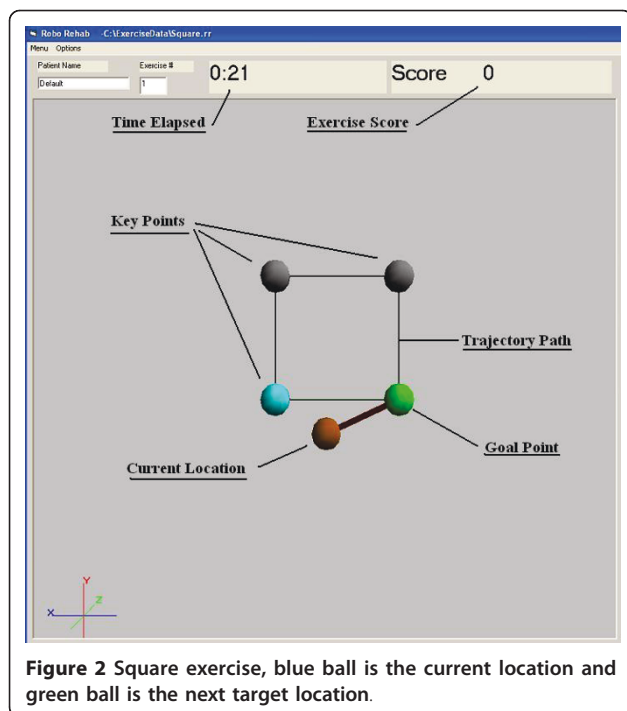 Robo Rehab -C:\ExerciseData\Square.rr
Menu Options
Patient Name
Exercise #
Default
1
0:21
Score 0
Time Elapsed
Exercise Score
Key Points
Trajectory Path
Goal Point
Current Location
Y
Z
X
Figure 2 Square exercise, blue ball is the current location and
green ball is the next target location.